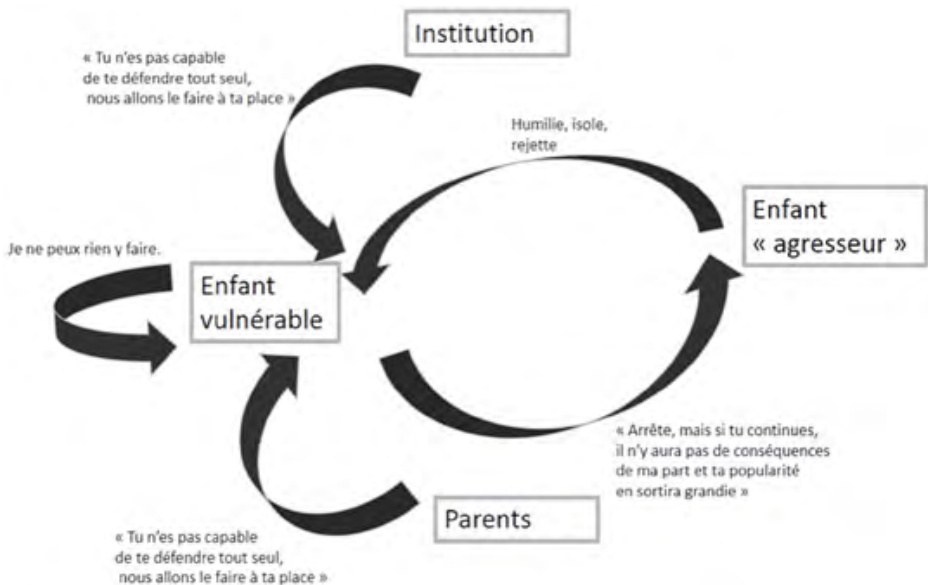 Institution
« Tu n'es pas capable
de te défendre tout seul,
nous allons le faire à ta place »
Humilie, isole,
rejette
Enfant
« agresseur »
Je ne peux rien y faire.
Enfant
vulnérable
« Arrête, mais si tu continues,
il n'y aura pas de conséquences
de ma part et ta popularité
en sortira grandie »
Parents
« Tu n'es pas capable
de te défendre tout seul,
nous allons le faire à ta place »